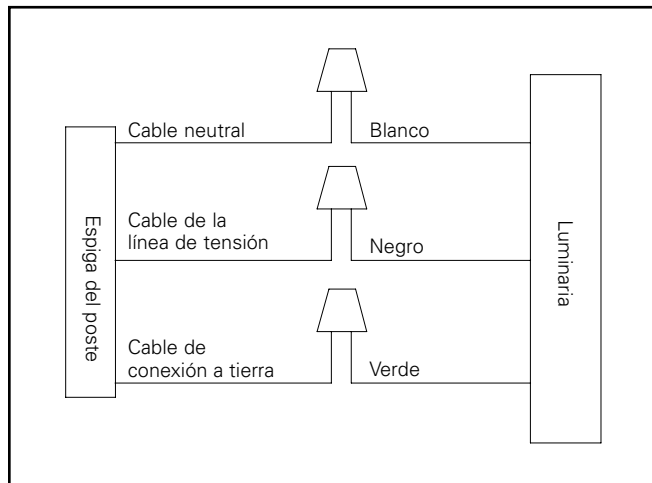 Cable neutral
Blanco
Cable de la
línea de tensión
Negro
Cable de
conexión a tierra
Verde
Espiga del poste
Luminaria